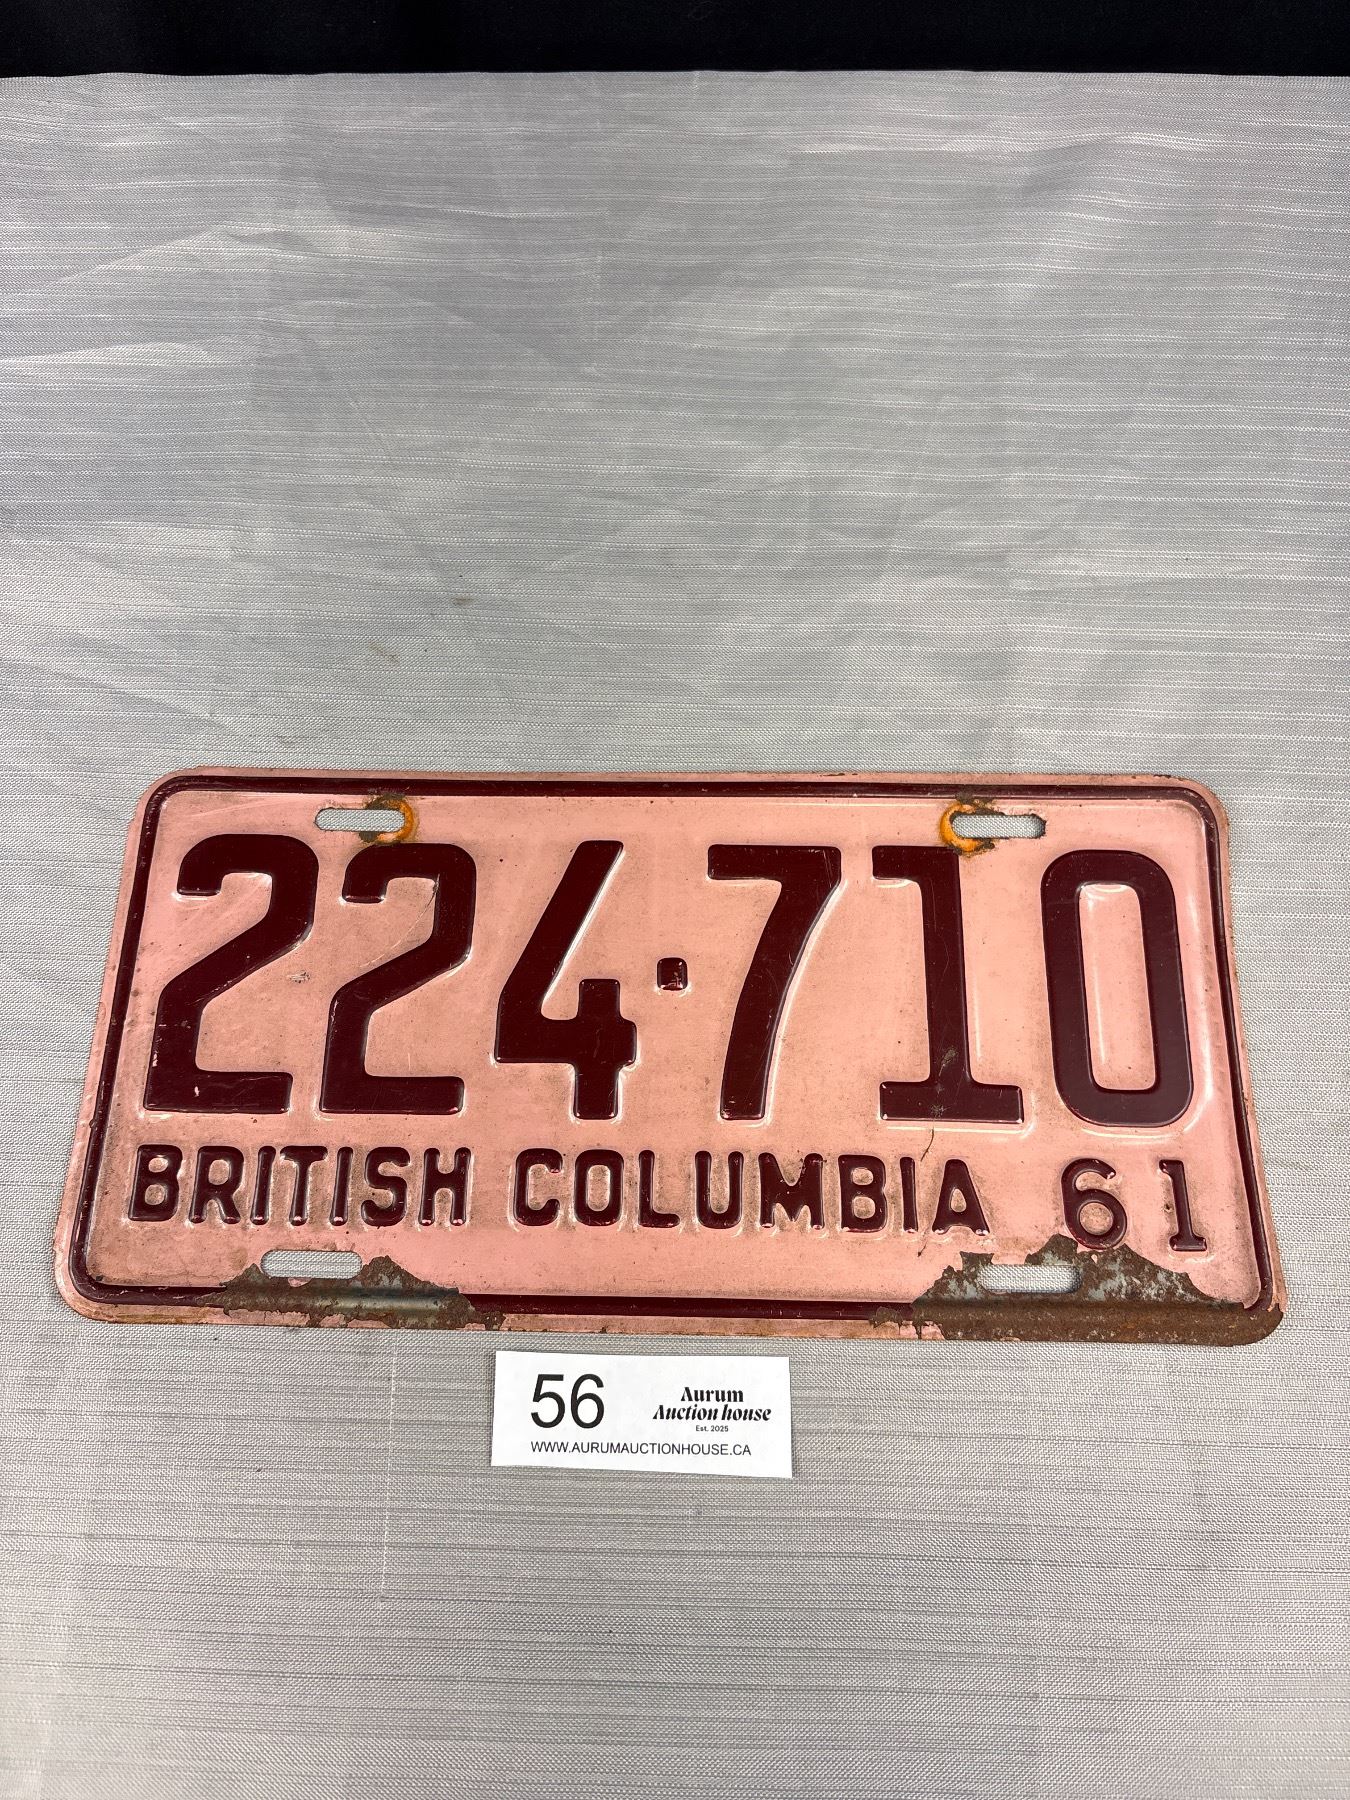 224·710
BRITISH COLUMBIA 61
56
Aurum
Auction house
Est. 2025
WWW.AURUMAUCTIONHOUSE.CA